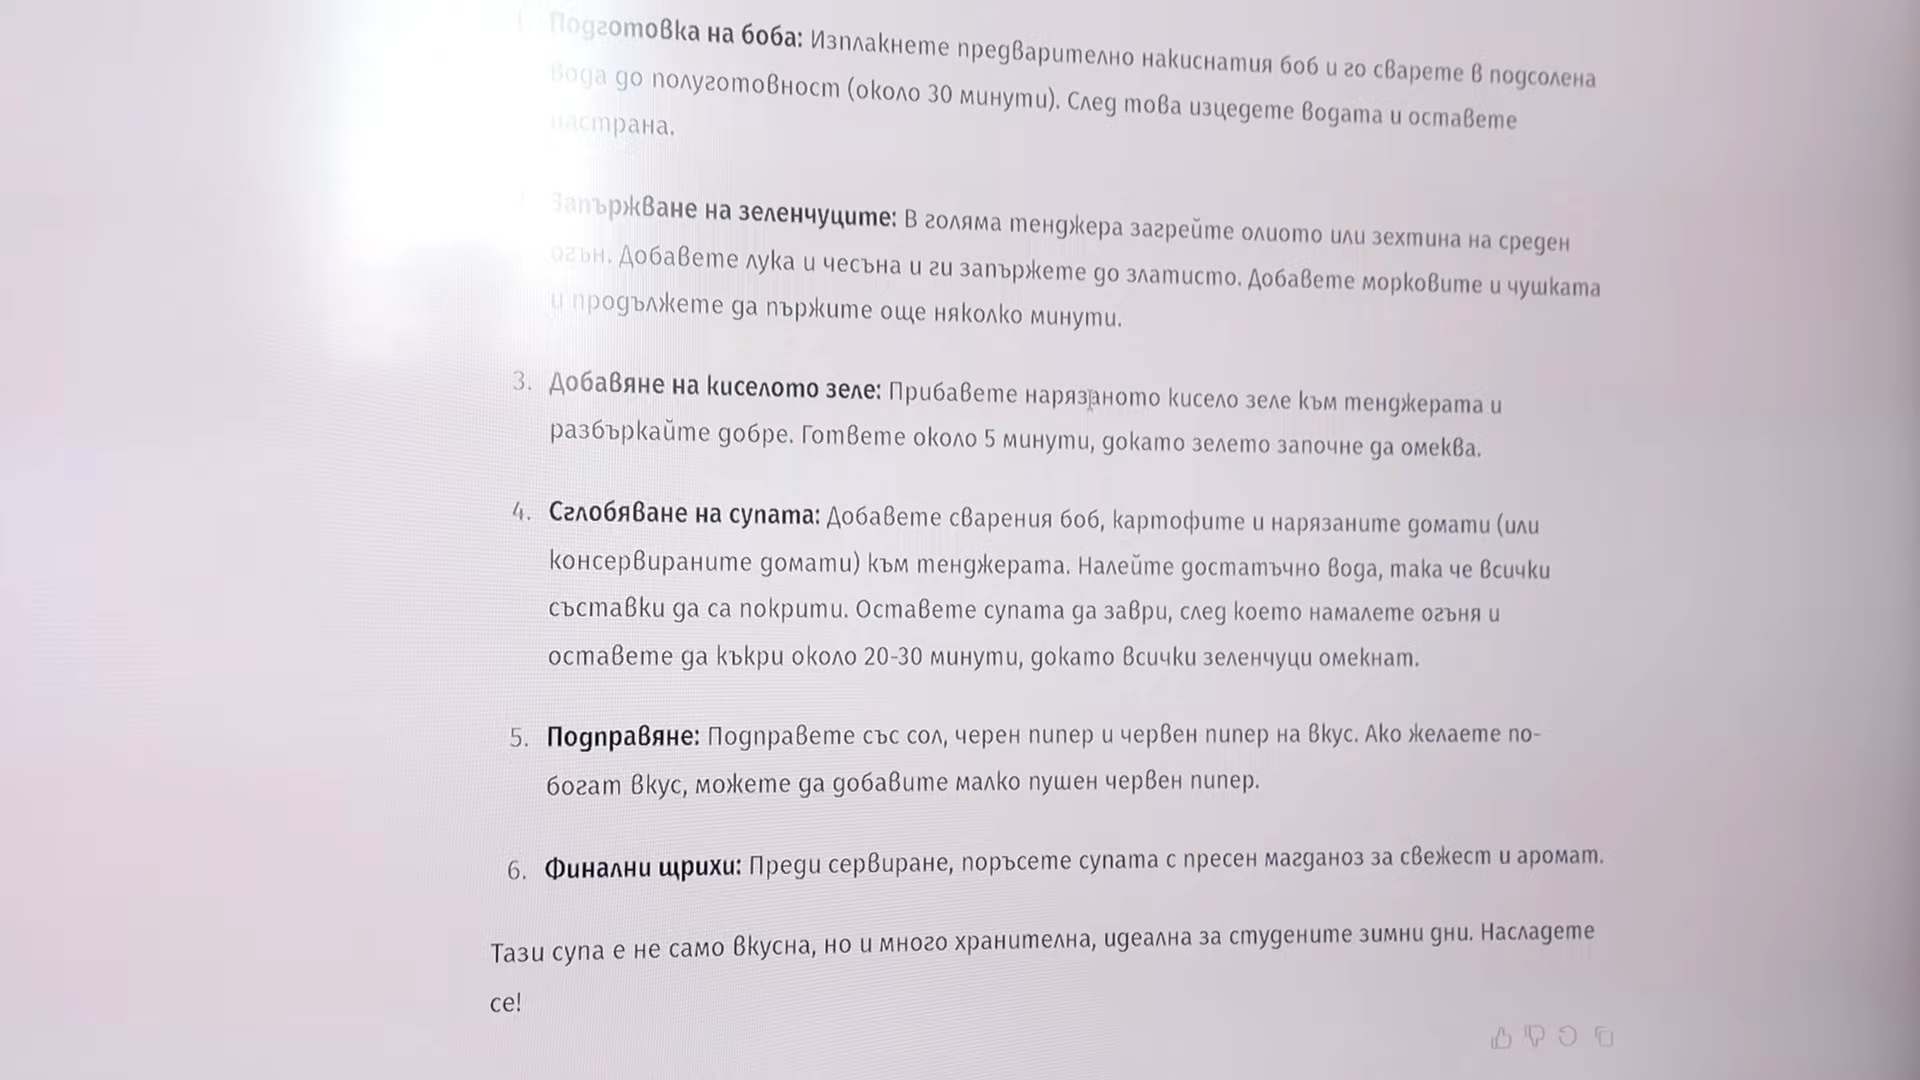 Подготовка на боба: Изплакнете предварително накиснатия боб и го сварете в подсолена
вода до полуготовност (около 30 минути). След това изцедете водата и оставете
настрана.
Запържване на зеленчуците: В голяма тенджера загрейте олиото или зехтина на среден
огън. Добавете лука и чесъна и ги запържете до златисто. Добавете морковите и чушката
и продължете да пържите още няколко минути.
3. Добавяне на киселото зеле: Прибавете нарязаното кисело зеле към тенджерата и
разбъркайте добре. Гответе около 5 минути, докато зелето започне да омеква.
4. Сглобяване на супата: Добавете сварения боб, картофите и нарязаните домати (или
консервираните домати) към тенджерата. Налейте достатъчно вода, така че всички
съставки да са покрити. Оставете супата да заври, след което намалете огъня и
оставете да къкри около 20-30 минути, докато всички зеленчуци омекнат.
5. Подправяне: Подправете със сол, черен пипер и червен пипер на вкус. Ако желаете по-
богат вкус, можете да добавите малко пушен червен пипер.
6. Финални щрихи: Преди сервиране, поръсете супата с пресен магданоз за свежест и аромат.
Тази супа е не само вкусна, но и много хранителна, идеална за студените зимни дни. Насладете
се!